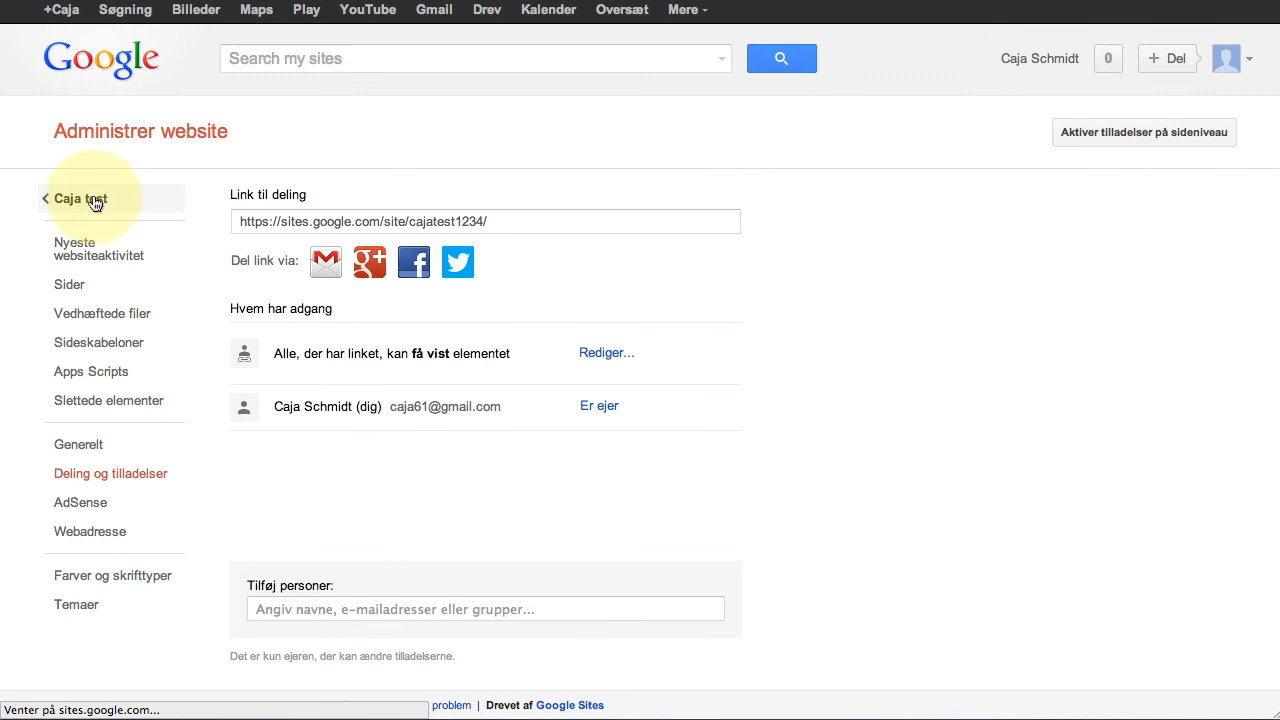 +Caja Søgning Billeder Maps Play YouTube Gmail Drev Kalender Oversæt Mere
Google
Search my sites
Caja Schmidt
0
+ Del
Administrer website
Aktiver tilladelser på sideniveau
Caja test
Nyeste
websiteaktivitet
Sider
Vedhæftede filer
Sideskabeloner
Apps Scripts
Slettede elementer
Generelt
Deling og tilladelser
AdSense
Webadresse
Farver og skrifttyper
Temaer
Link til deling
https://sites.google.com/site/cajatest1234/
Del link via:
Hvem har adgang
Alle, der har linket, kan få vist elementet
Rediger...
Caja Schmidt (dig) caja61@gmail.com
Er ejer
Tilføj personer:
Angiv navne, e-mailadresser eller grupper...
Det er kun ejeren, der kan ændre tilladelserne.
Venter på sites.google.com...
problem | Drevet af Google Sites